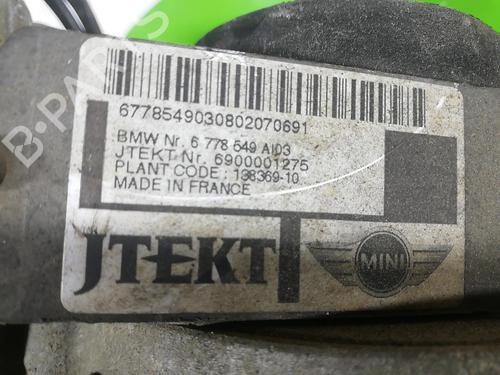 6778549030802070691
BMW Nr. 6 778 549 AI03
JTEKT Nr. 6900001275
PLANT CODE : 138369-10
MADE IN FRANCE
JTEKT
MINI
B-PARTS